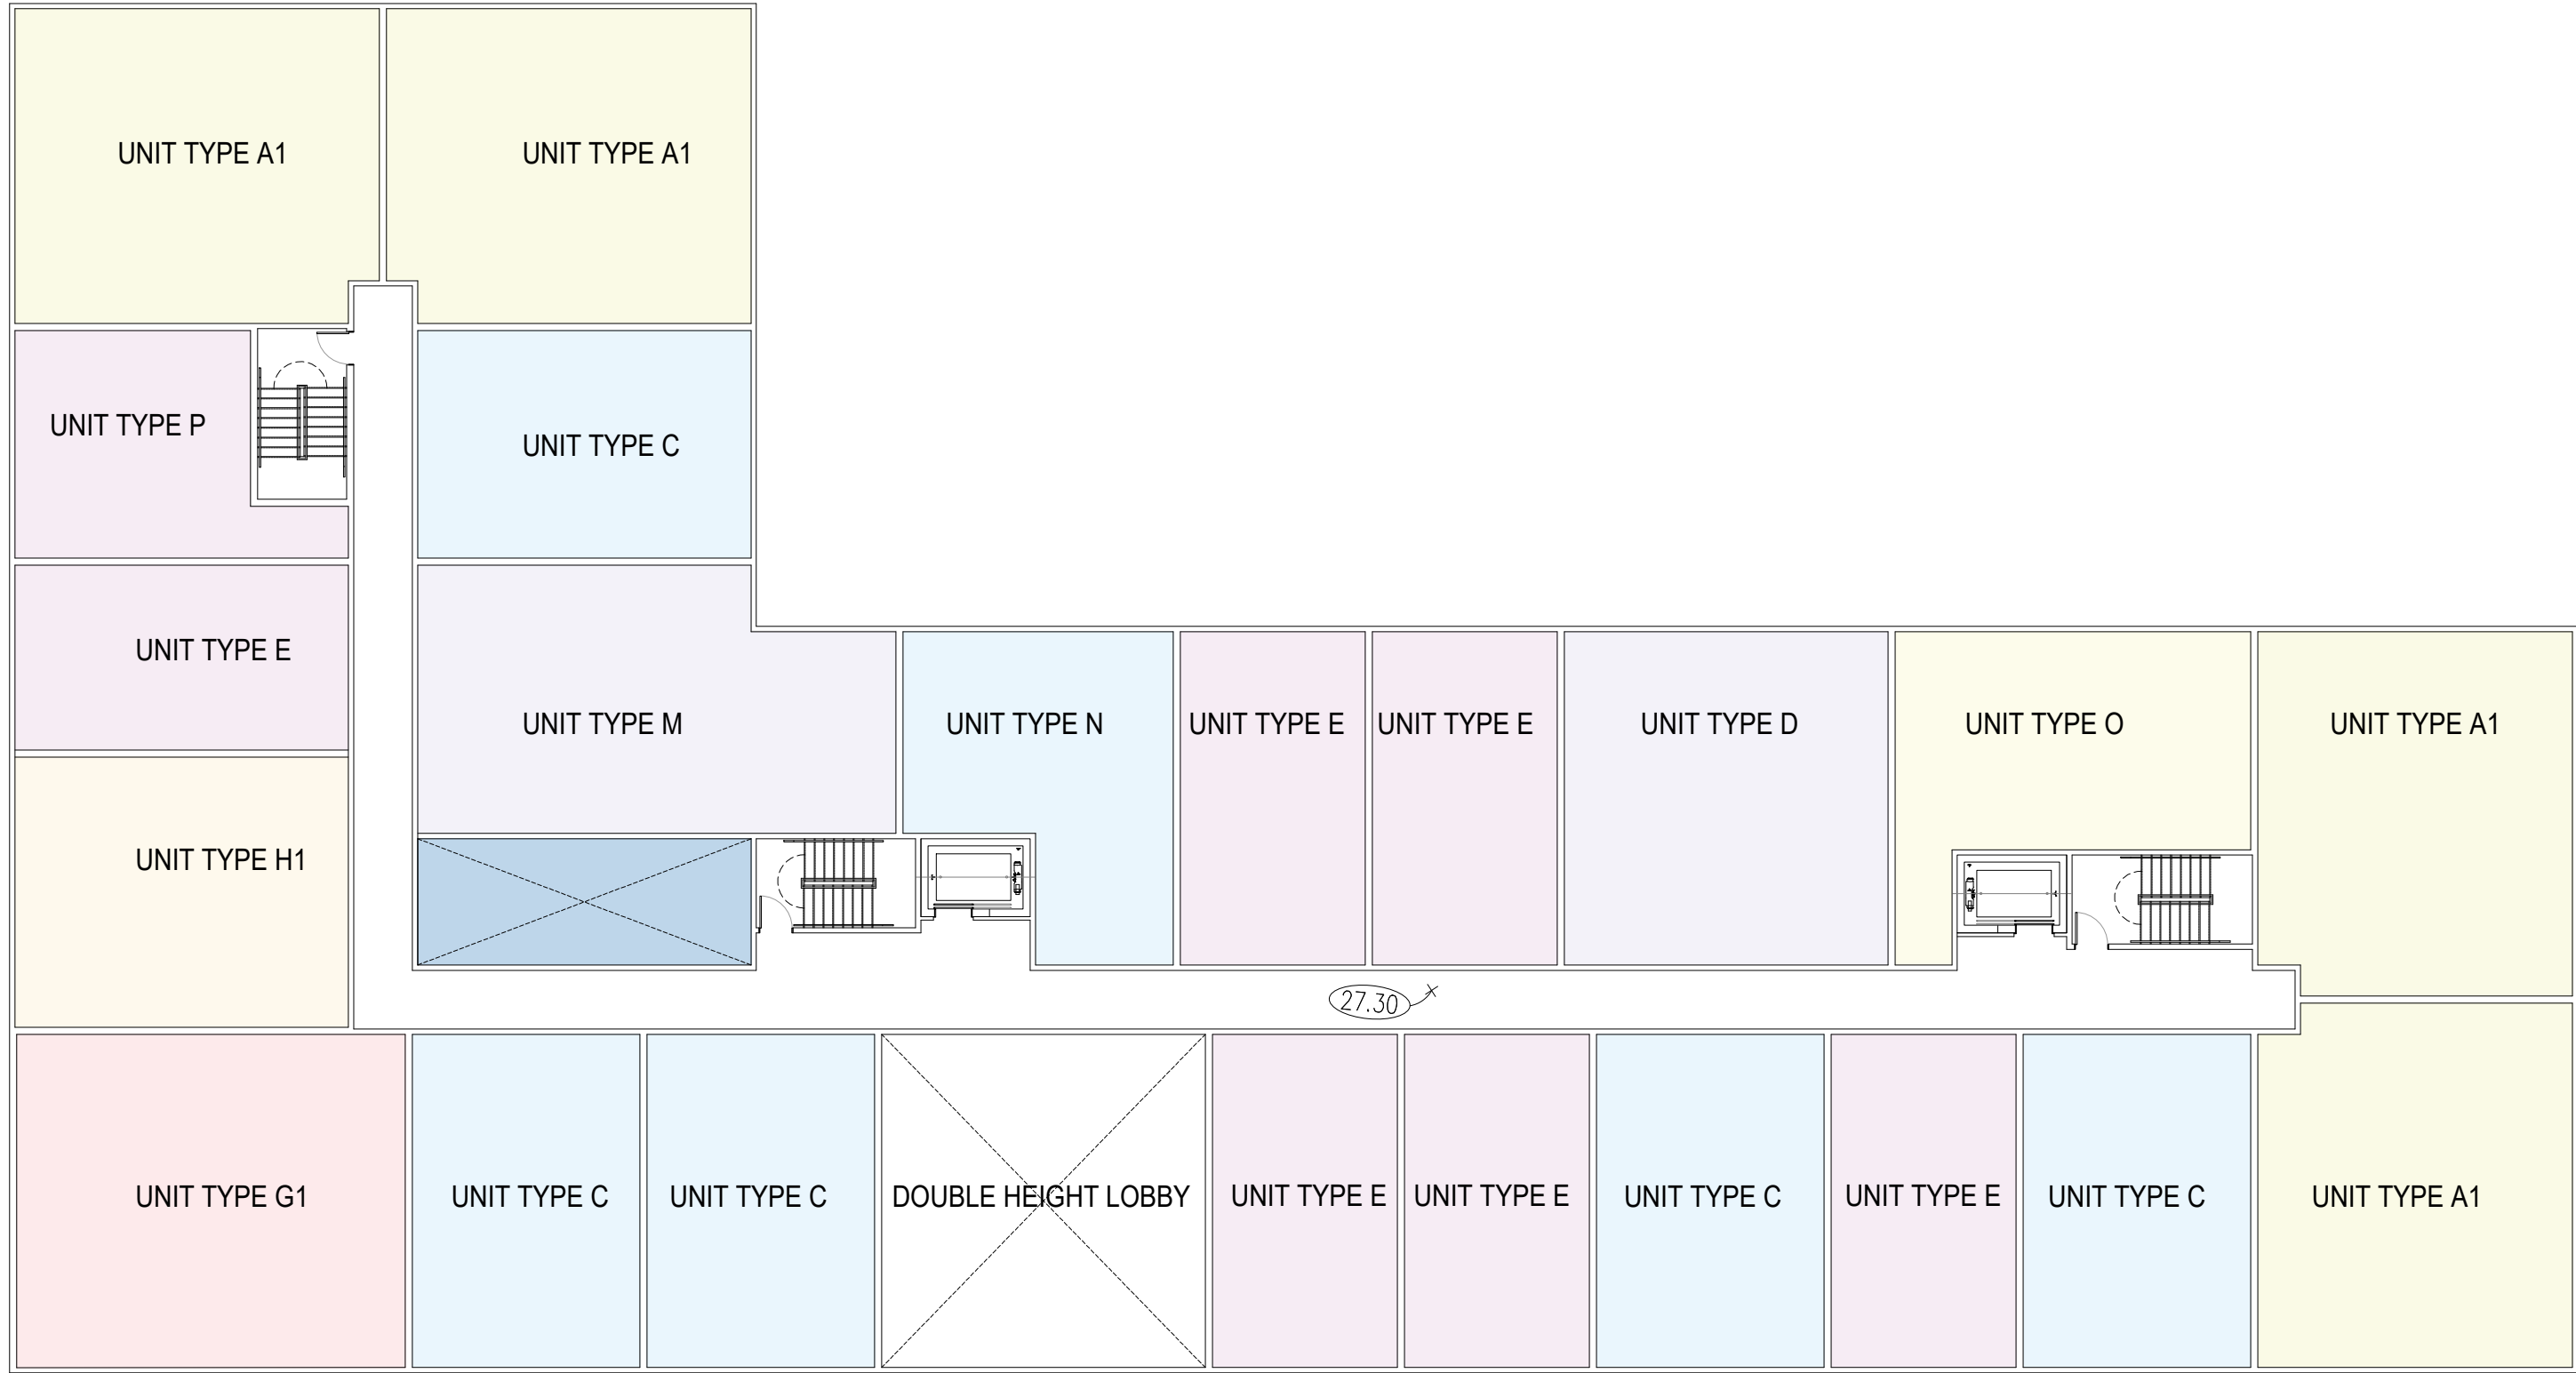 UNIT TYPE A1
UNIT TYPE A1
UNIT TYPE P
UNIT TYPE C
UNIT TYPE E
UNIT TYPE M
UNIT TYPE N
UNIT TYPE E
UNIT TYPE E
UNIT TYPE D
UNIT TYPE O
UNIT TYPE A1
UNIT TYPE H1
27.30
UNIT TYPE G1
UNIT TYPE C
UNIT TYPE C
DOUBLE HEIGHT LOBBY
UNIT TYPE E
UNIT TYPE E
UNIT TYPE C
UNIT TYPE E
UNIT TYPE C
UNIT TYPE A1